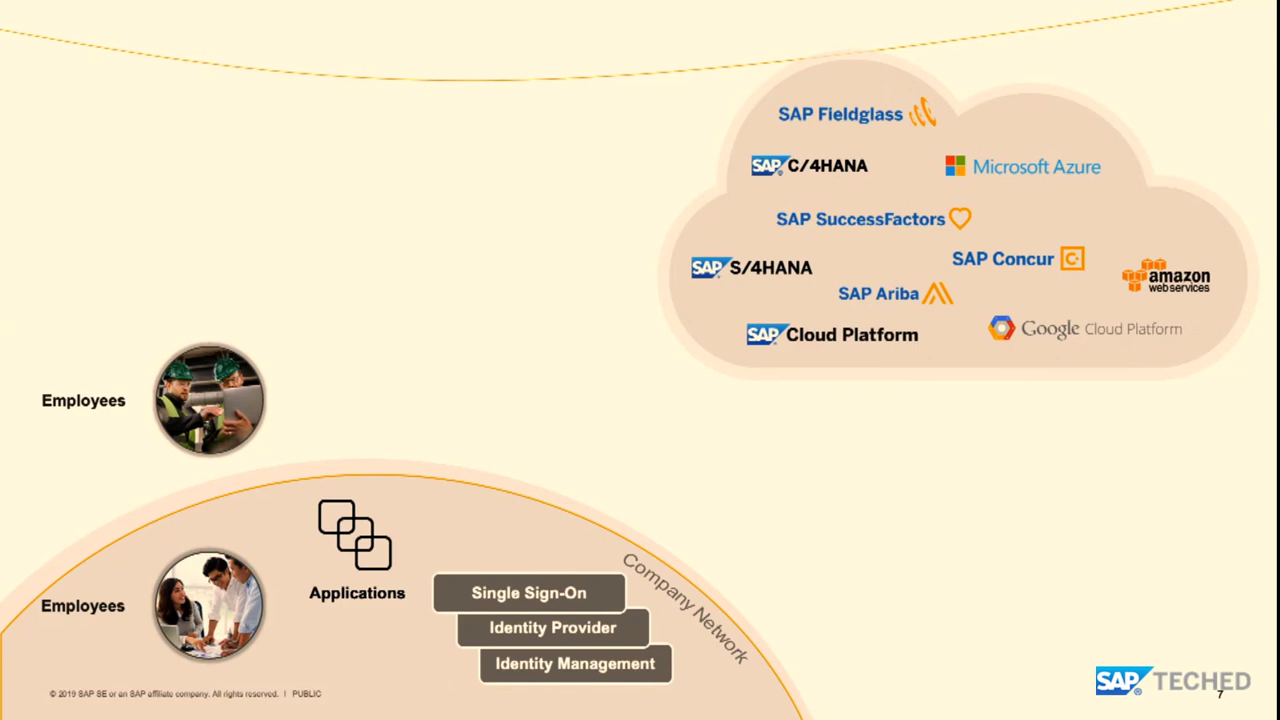 SAP Fieldglass
SAP C/4HANA
Microsoft Azure
SAP SuccessFactors
SAP S/4HANA
SAP Concur
SAP Ariba
amazon
webservices
SAP Cloud Platform
Google Cloud Platform
Employees
Employees
Applications
Single Sign-On
Identity Provider
Identity Management
Company Network
© 2019 SAP SE or an SAP affiliate company. All rights reserved. | PUBLIC
SAP® TECHED
7